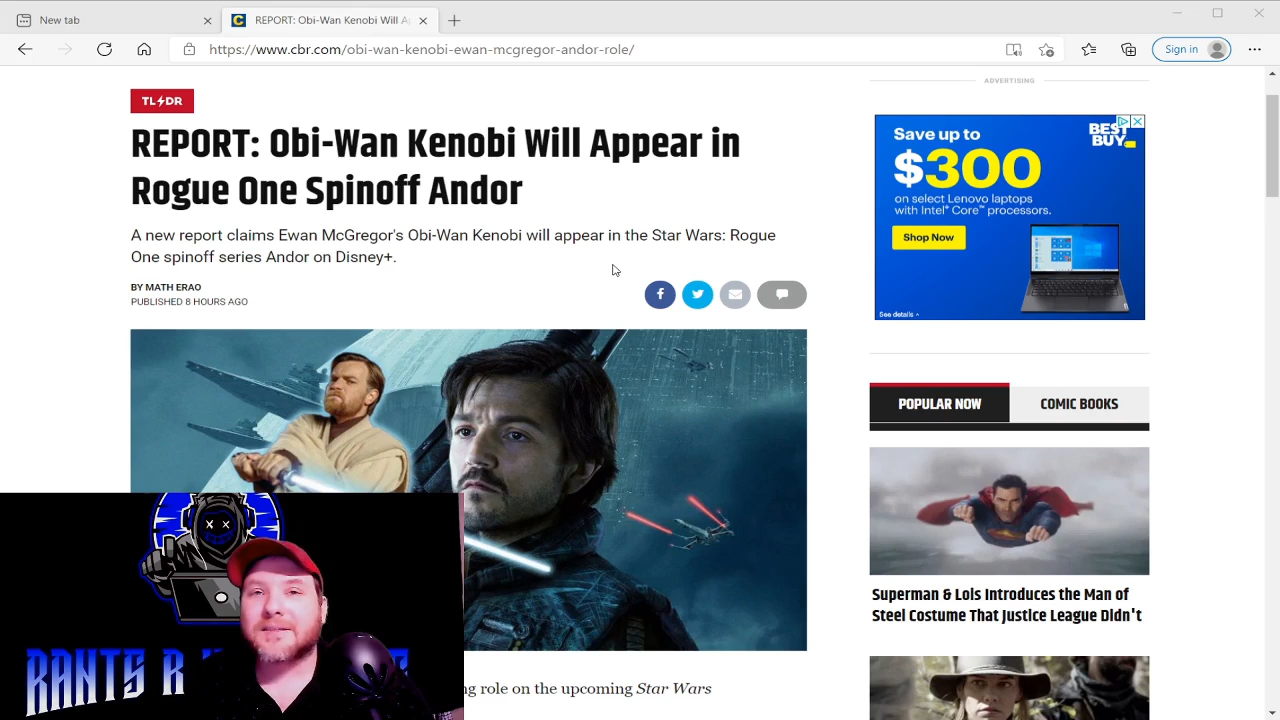 New tab
REPORT: Obi-Wan Kenobi Will A
https://www.cbr.com/obi-wan-kenobi-ewan-mcgregor-andor-role/
Sign in
TL DR
REPORT: Obi-Wan Kenobi Will Appear in
Rogue One Spinoff Andor
A new report claims Ewan McGregor's Obi-Wan Kenobi will appear in the Star Wars: Rogue
One spinoff series Andor on Disney+.
BY MATH ERAO
PUBLISHED 8 HOURS AGO
ADVERTISING
Save up to
$300
on select Lenovo laptops
with Intel® Core™ processors.
Shop Now
BEST
BUY
See details
POPULAR NOW
COMIC BOOKS
Superman & Lois Introduces the Man of
Steel Costume That Justice League Didn't
RANTS R
ng role on the upcoming Star Wars